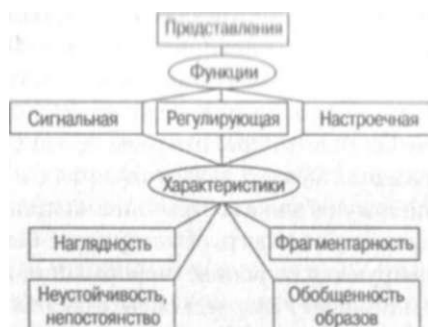 Представления
Функции
Сигнальная Регулирующая Настроечная
Характеристики
Наглядность Фрагментарность
Неустойчивость, Обобщенность
непостоянство образов